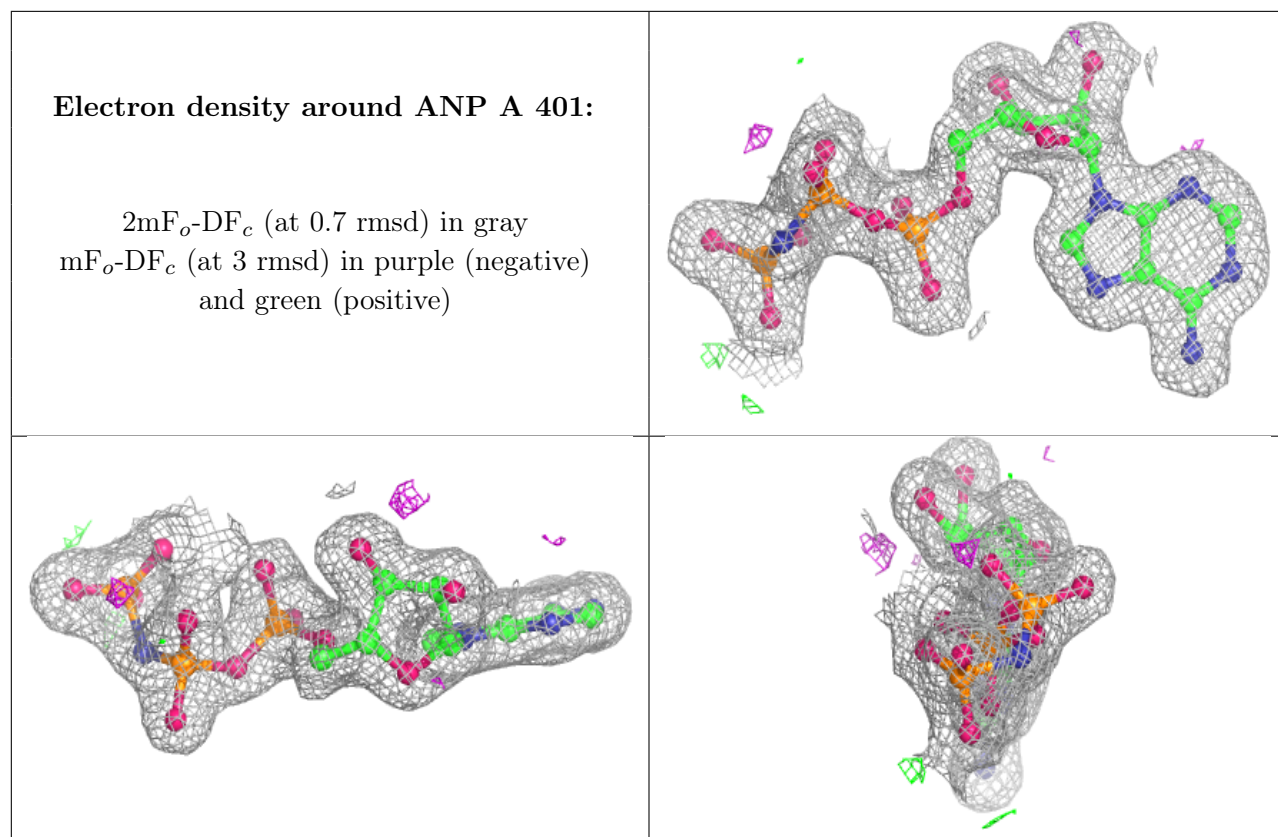 Electron density around ANP A 401:
2mFₒ-DF𝒸 (at 0.7 rmsd) in gray
mFₒ-DF𝒸 (at 3 rmsd) in purple (negative)
and green (positive)